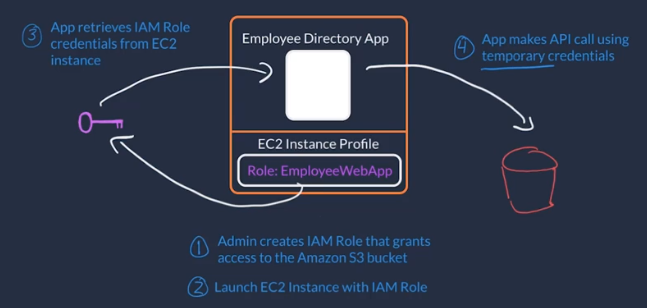 3 App retrieves IAM Role
credentials from EC2
instance
Employee Directory App
4 App makes API call using
temporary credentials
EC2 Instance Profile
Role: EmployeeWebApp
1 Admin creates IAM Role that grants
access to the Amazon S3 bucket
2 Launch EC2 Instance with IAM Role